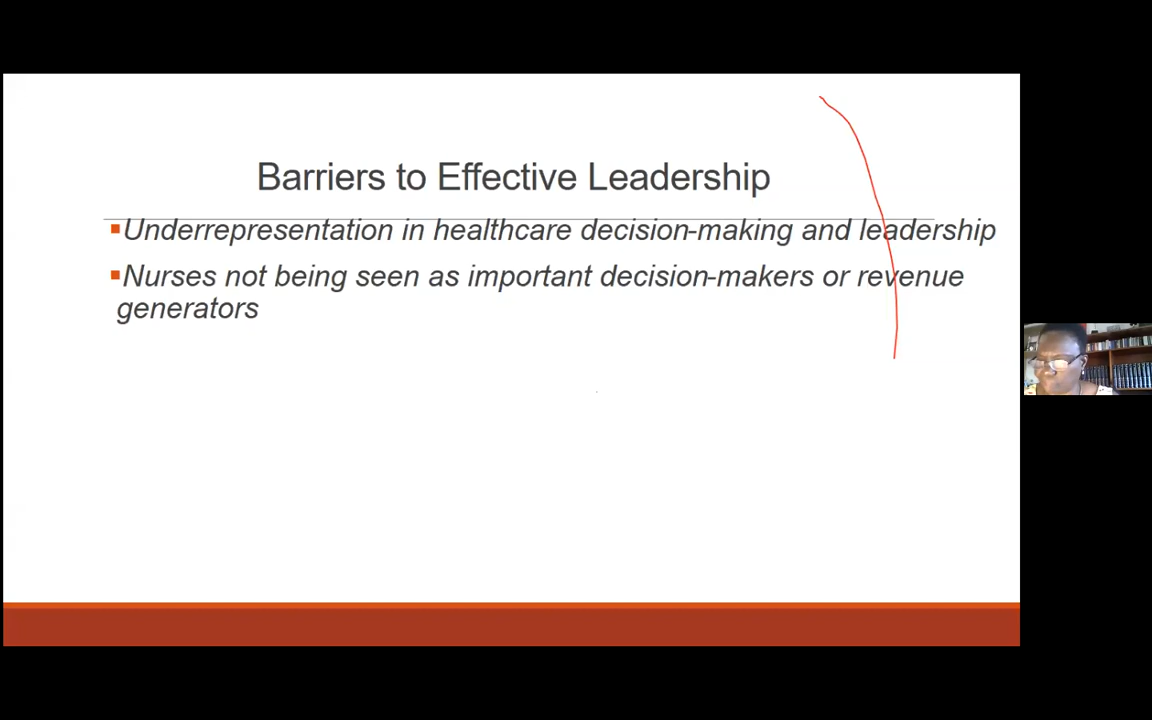 Barriers to Effective Leadership
▪Underrepresentation in healthcare decision-making and leadership
▪Nurses not being seen as important decision-makers or revenue
generators